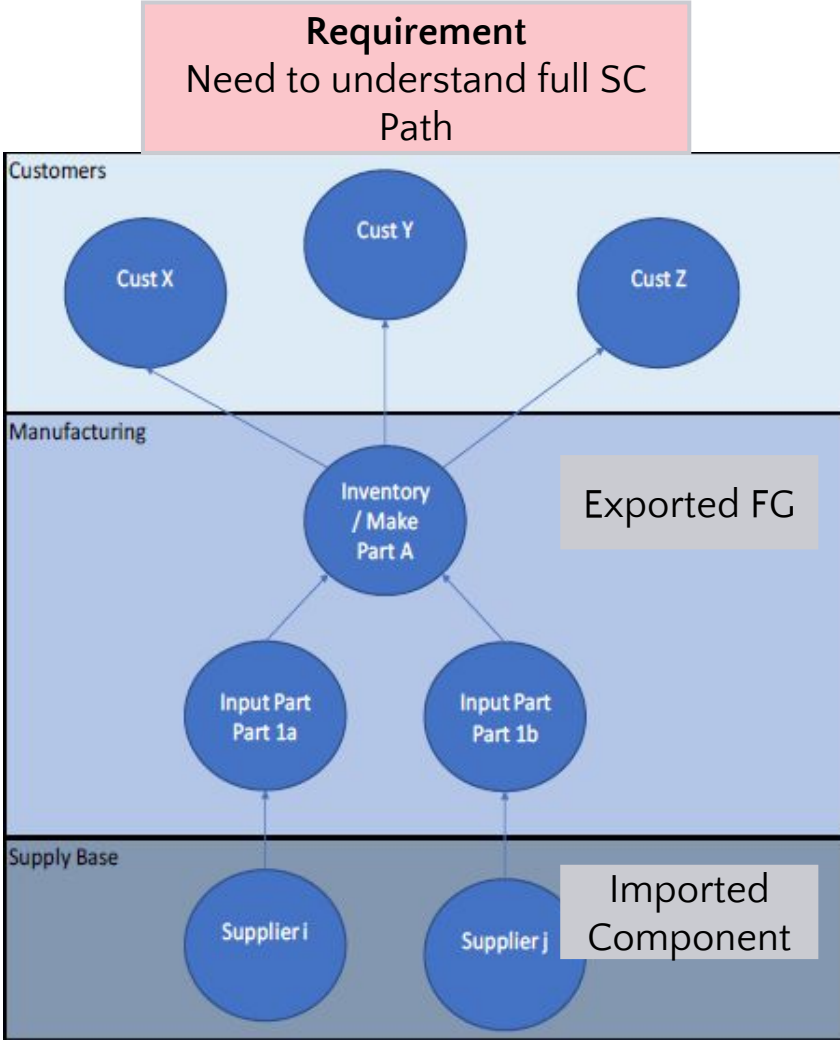 Requirement
Need to understand full SC
Path
Customers
Cust X
Cust Y
Cust Z
Manufacturing
Inventory
/ Make
Part A
Exported FG
Input Part
Part 1a
Input Part
Part 1b
Supply Base
Supplier i
Supplier j
Imported
Component